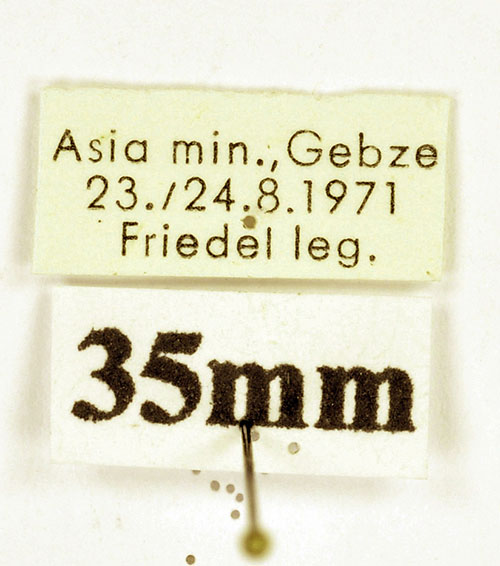 Asia min., Gebze
23./24.8.1971
Friedel leg.
35mm